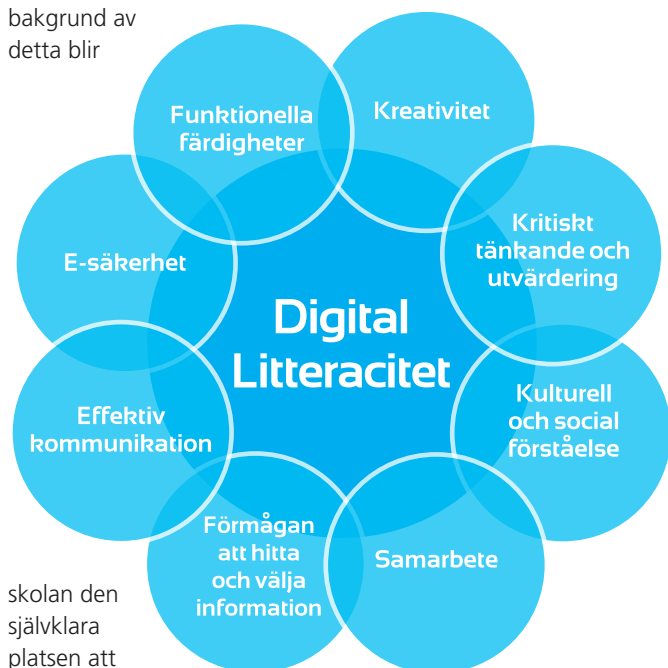 bakgrund av
detta blir
Funktionella
färdigheter
Kreativitet
Kritiskt
tänkande och
utvärdering
E-säkerhet
Digital
Litteracitet
Kulturell
och social
förståelse
Effektiv
kommunikation
Förmågan
att hitta
och välja
information
Samarbete
skolan den
självklara
platsen att